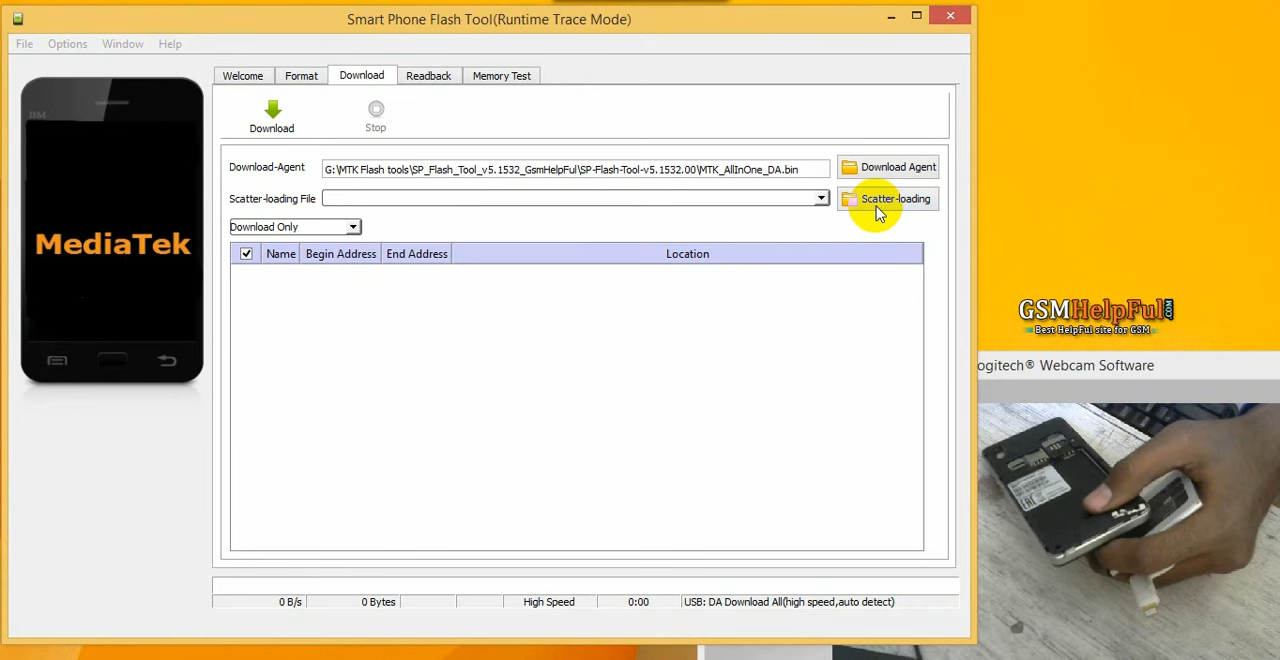 Smart Phone Flash Tool(Runtime Trace Mode)
File Options Window Help
Welcome Format Download Readback Memory Test
Download Stop
Download-Agent G:\MTK Flash tools\SP_Flash_Tool_v5.1532_GsmHelpFul\SP-Flash-Tool-v5.1532.00\MTK_AllInOne_DA.bin Download Agent
Scatter-loading File Scatter-loading
Download Only
Name Begin Address End Address Location
BM
MediaTek
GSMHelpFul.COM
Best HelpFul site for GSM
ogitech® Webcam Software
0 B/s 0 Bytes High Speed 0:00 USB: DA Download All(high speed,auto detect)